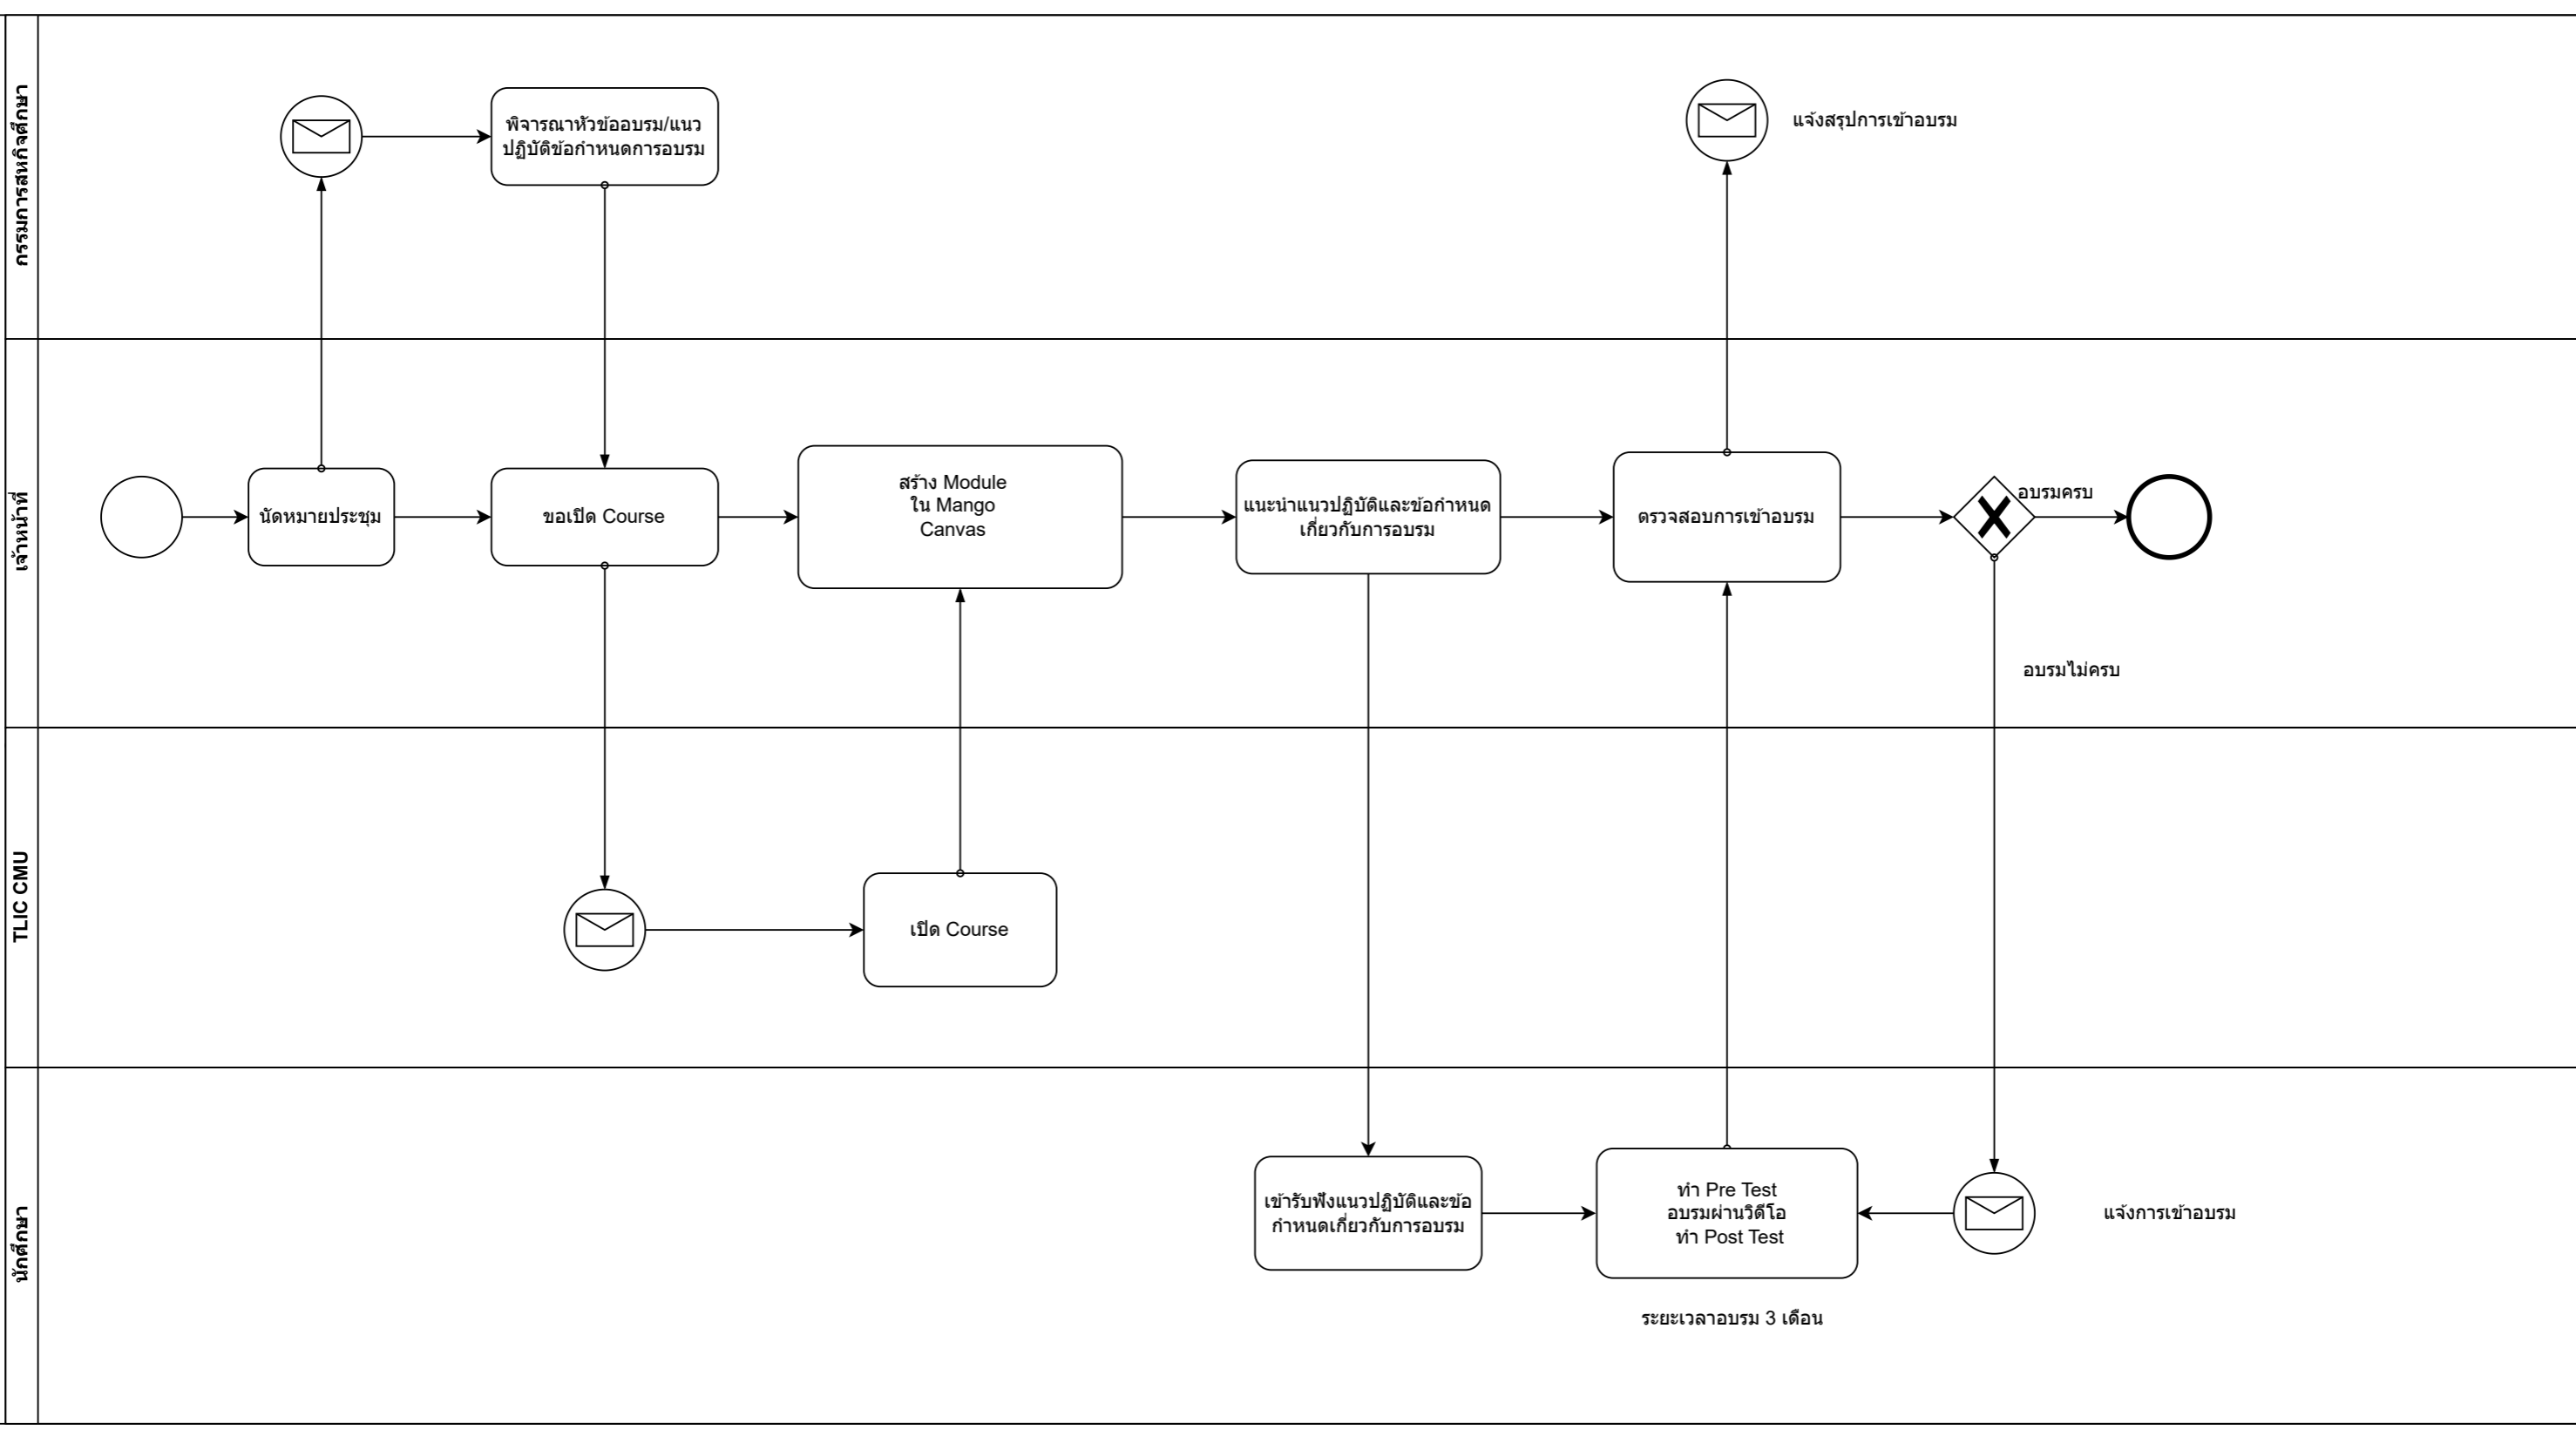 กรรมการสหกิจศึกษา
พิจารณาหัวข้ออบรม/แนว
ปฏิบัติข้อกำหนดการอบรม
แจ้งสรุปการเข้าอบรม
เจ้าหน้าที่
นัดหมายประชุม
ขอเปิด Course
สร้าง Module
ใน Mango
Canvas
แนะนำแนวปฏิบัติและข้อกำหนด
เกี่ยวกับการอบรม
ตรวจสอบการเข้าอบรม
อบรมครบ
อบรมไม่ครบ
TLIC CMU
เปิด Course
นักศึกษา
เข้ารับฟังแนวปฏิบัติและข้อ
กำหนดเกี่ยวกับการอบรม
ทำ Pre Test
อบรมผ่านวิดีโอ
ทำ Post Test
แจ้งการเข้าอบรม
ระยะเวลาอบรม 3 เดือน